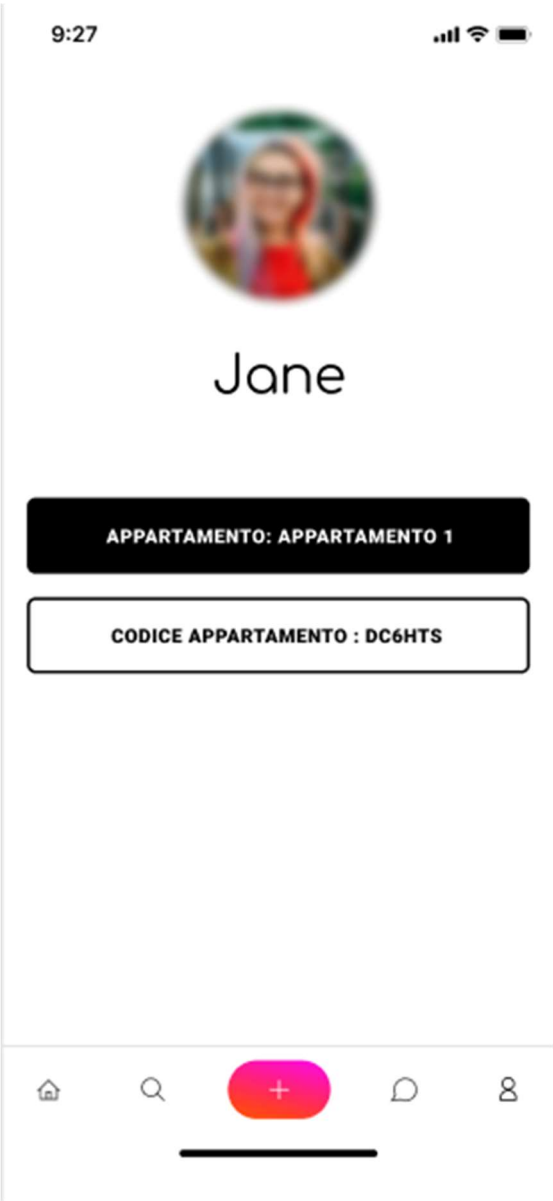 9:27
Jane
APPARTAMENTO: APPARTAMENTO 1
CODICE APPARTAMENTO : DC6HTS